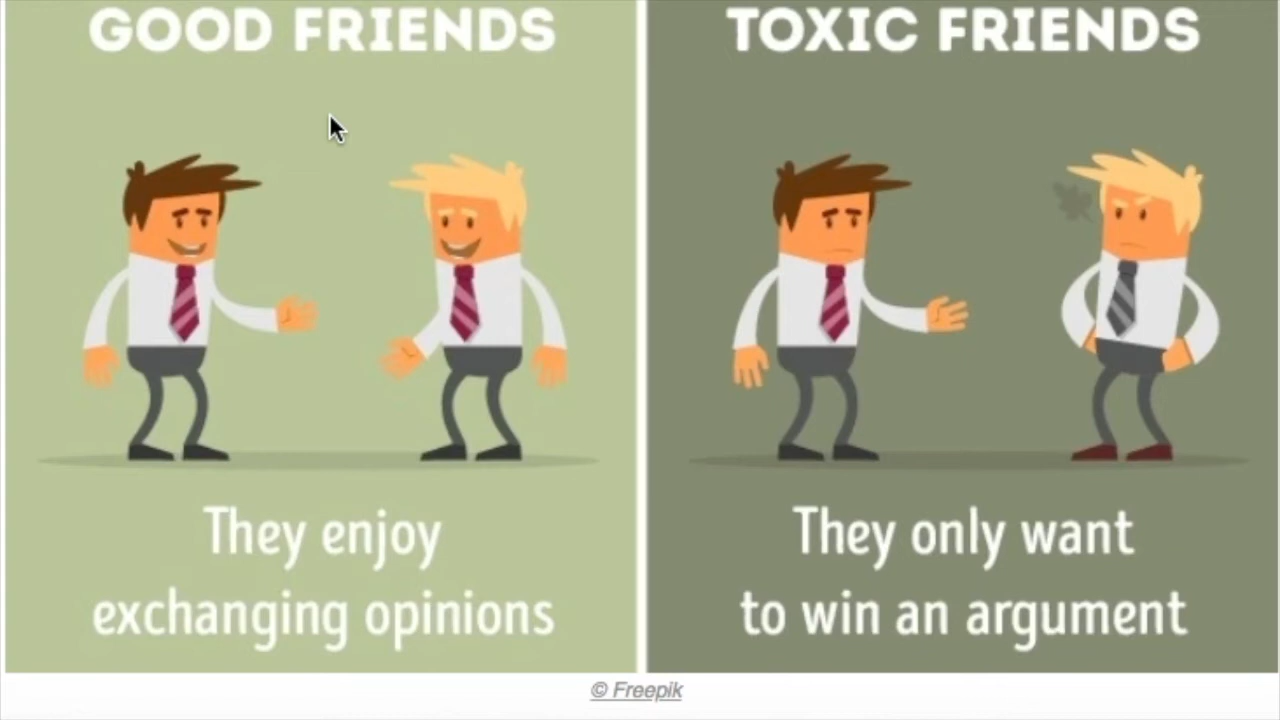 GOOD FRIENDS
They enjoy
exchanging opinions
TOXIC FRIENDS
They only want
to win an argument
© Freepik